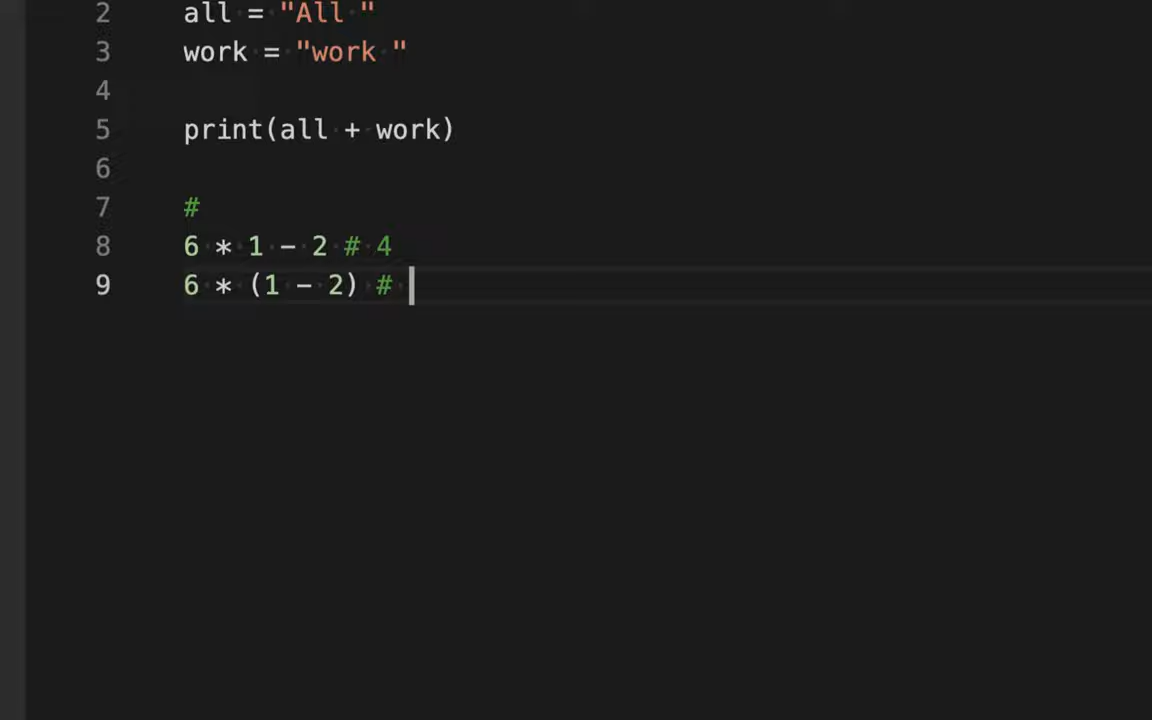 2 all = "All "
3 work = "work "
4
5 print(all + work)
6
7 #
8 6 * 1 - 2 # 4
9 6 * (1 - 2) #